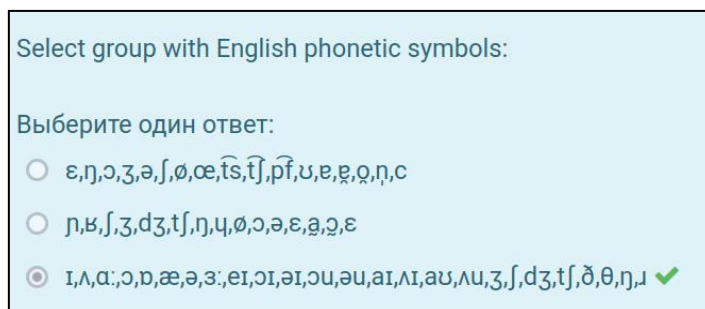 Select group with English phonetic symbols:
Выберите один ответ:
ɛ,ŋ,ɔ,ʒ,ə,ʃ,ø,œ,t͡s,t͡ʃ,p͡f,ʊ,ɐ,ɐ̯,o̯,n̩,c
ɲ,ʁ,ʃ,ʒ,dʒ,tʃ,ŋ,ɥ,ø,ɔ,ə,ɛ,a̰,ɔ̰,ɛ
ɪ,ʌ,ɑ:,ɔ,ɒ,æ,ə,ɜ:,eɪ,ɔɪ,əɪ,ɔu,əu,aɪ,ʌɪ,aʊ,ʌu,ʒ,ʃ,dʒ,tʃ,ð,θ,ŋ,ɹ